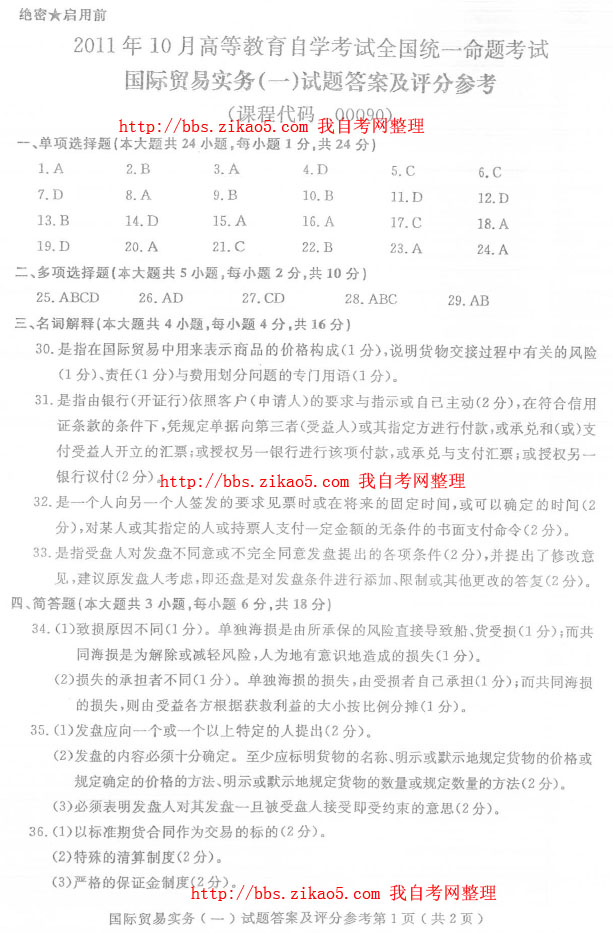 绝密★启用前
2011年10月高等教育自学考试全国统一命题考试
国际贸易实务(一)试题答案及评分参考
(课程代码 00090)
http://bbs.zikao5.com 我自考网整理
一、单项选择题(本大题共24小题,每小题1分,共24分)
1. A 2. B 3. A 4. D 5. C 6. C
7. D 8. A 9. B 10. B 11. D 12. D
13. B 14. D 15. A 16. A 17. C 18. A
19. D 20. A 21. C 22. B 23. A 24. A
二、多项选择题(本大题共5小题,每小题2分,共10分)
25. ABCD 26. AD 27. CD 28. ABC 29. AB
三、名词解释(本大题共4小题,每小题4分,共16分)
30. 是指在国际贸易中用来表示商品的价格构成(1分),说明货物交接过程中有关的风险
(1分)、责任(1分)与费用划分问题的专门用语(1分)。
31. 是指由银行(开证行)依照客户(申请人)的要求与指示或自己主动(2分),在符合信用
证条款的条件下,凭规定单据向第三者(受益人)或其指定方进行付款,或承兑和(或)支
付受益人开立的汇票;或授权另一银行进行该项付款,或承兑与支付汇票;或授权另一
银行议付(2分)。
http://bbs.zikao5.com 我自考网整理
32. 是一个人向另一个人签发的要求见票时或在将来的固定时间,或可以确定的时间(2
分),对某人或其指定的人或持票人支付一定金额的无条件的书面支付命令(2分)。
33. 是指受盘人对发盘不同意或不完全同意发盘提出的各项条件(2分),并提出了修改意
见,建议原发盘人考虑,即还盘是对发盘条件进行添加、限制或其他更改的答复(2分)。
四、简答题(本大题共3小题,每小题6分,共18分)
34. (1)致损原因不同(1分)。单独海损是由所承保的风险直接导致船、货受损(1分);而共
同海损是为解除或减轻风险,人为地有意识地造成的损失(1分)。
(2)损失的承担者不同(1分)。单独海损的损失,由受损者自己承担(1分);而共同海损
的损失,则由受益各方根据获救利益的大小按比例分摊(1分)。
35. (1)发盘应向一个或一个以上特定的人提出(2分)。
(2)发盘的内容必须十分确定。至少应标明货物的名称、明示或默示地规定货物的价格或
规定确定的价格的方法、明示或默示地规定货物的数量或规定数量的方法(2分)。
(3)必须表明发盘人对其发盘一旦被受盘人接受即受约束的意思(2分)。
36. (1)以标准期货合同作为交易的标的(2分)。
(2)特殊的清算制度(2分)。
(3)严格的保证金制度(2分)。
http://bbs.zikao5.com 我自考网整理
国际贸易实务(一)试题答案及评分参考第1页(共2页)